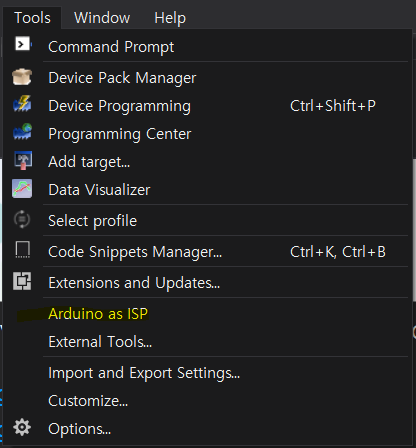 Tools Window Help
Command Prompt
Device Pack Manager
Device Programming Ctrl+Shift+P
Programming Center
Add target...
Data Visualizer
Select profile
Code Snippets Manager... Ctrl+K, Ctrl+B
Extensions and Updates...
Arduino as ISP
External Tools...
Import and Export Settings...
Customize...
Options...